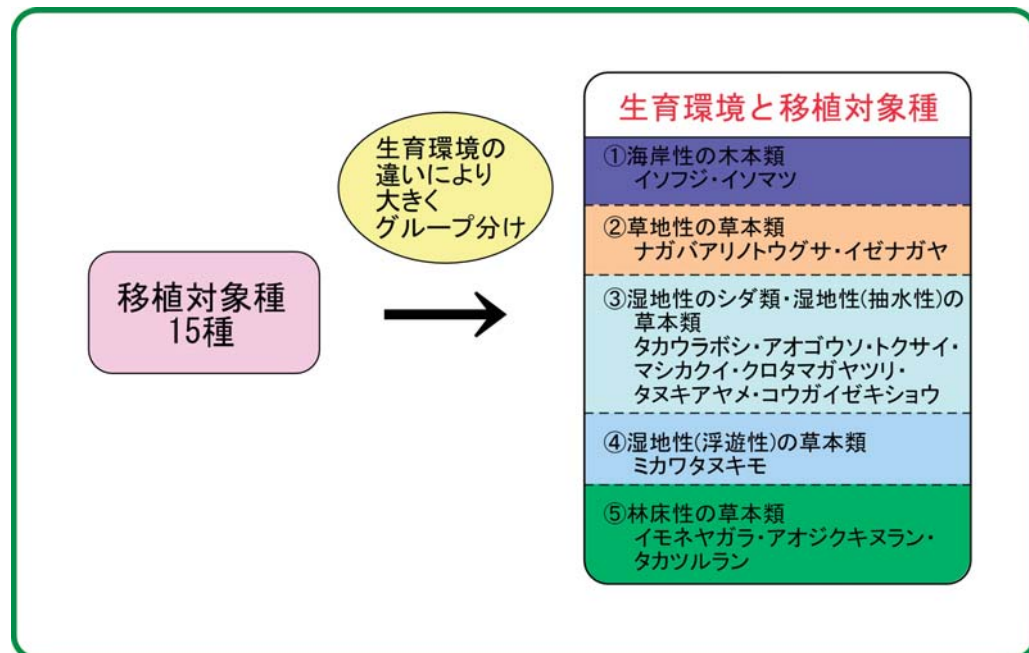 移植対象種
15種
生育環境の
違いにより
大きく
グループ分け
生育環境と移植対象種
①海岸性の木本類
イソフジ・イソマツ
②草地性の草本類
ナガバアリノトウグサ・イゼナガヤ
③湿地性のシダ類・湿地性(抽水性)の
草本類
タカウラボシ・アオゴウソ・トクサイ・
マシカクイ・クロタマガヤツリ・
タヌキアヤメ・コウガイゼキショウ
④湿地性(浮遊性)の草本類
ミカワタヌキモ
⑤林床性の草本類
イモネヤガラ・アオジクキヌラン・
タカツルラン